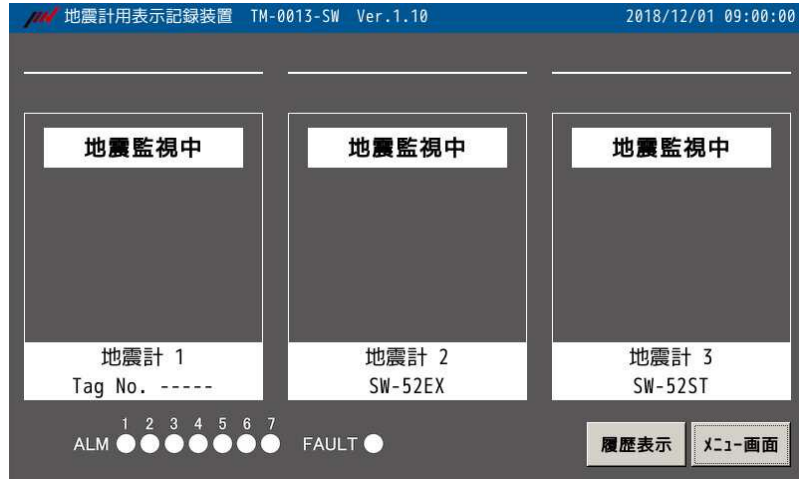 地震計用表示記録装置 TM-0013-SW Ver.1.10 2018/12/01 09:00:00
地震監視中 地震監視中 地震監視中
地震計 1 地震計 2 地震計 3
Tag No. ----- SW-52EX SW-52ST
1 2 3 4 5 6 7
ALM FAULT 履歴表示 ﾒﾆｭｰ画面